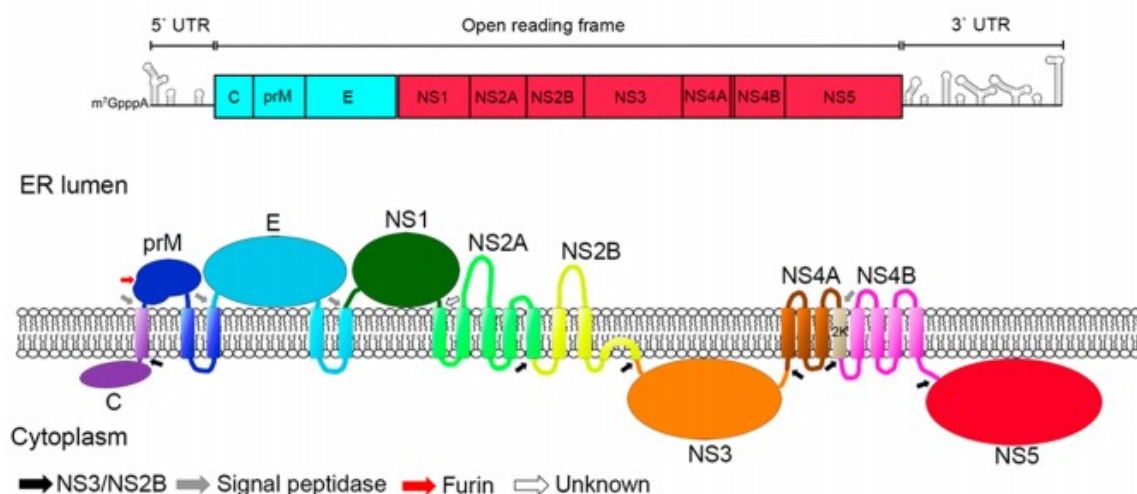 5` UTR Open reading frame 3` UTR
m⁷GpppA C prM E NS1 NS2A NS2B NS3 NS4A NS4B NS5
ER lumen
prM E NS1 NS2A NS2B NS4A NS4B
2K
C NS3 NS5
Cytoplasm
NS3/NS2B Signal peptidase Furin Unknown